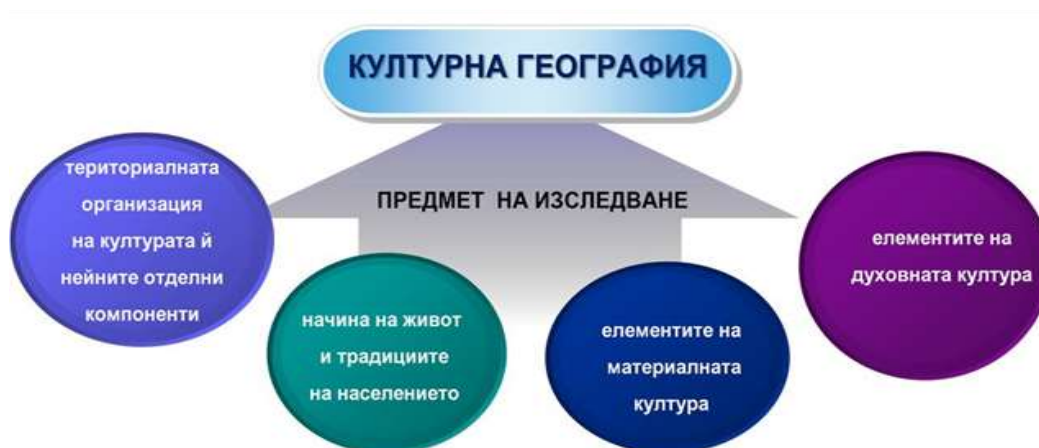 КУЛТУРНА ГЕОГРАФИЯ
ПРЕДМЕТ НА ИЗСЛЕДВАНЕ
териториалната
организация
на културата й
нейните отделни
компоненти
начина на живот
и традициите
на населението
елементите на
материалната
култура
елементите на
духовната култура